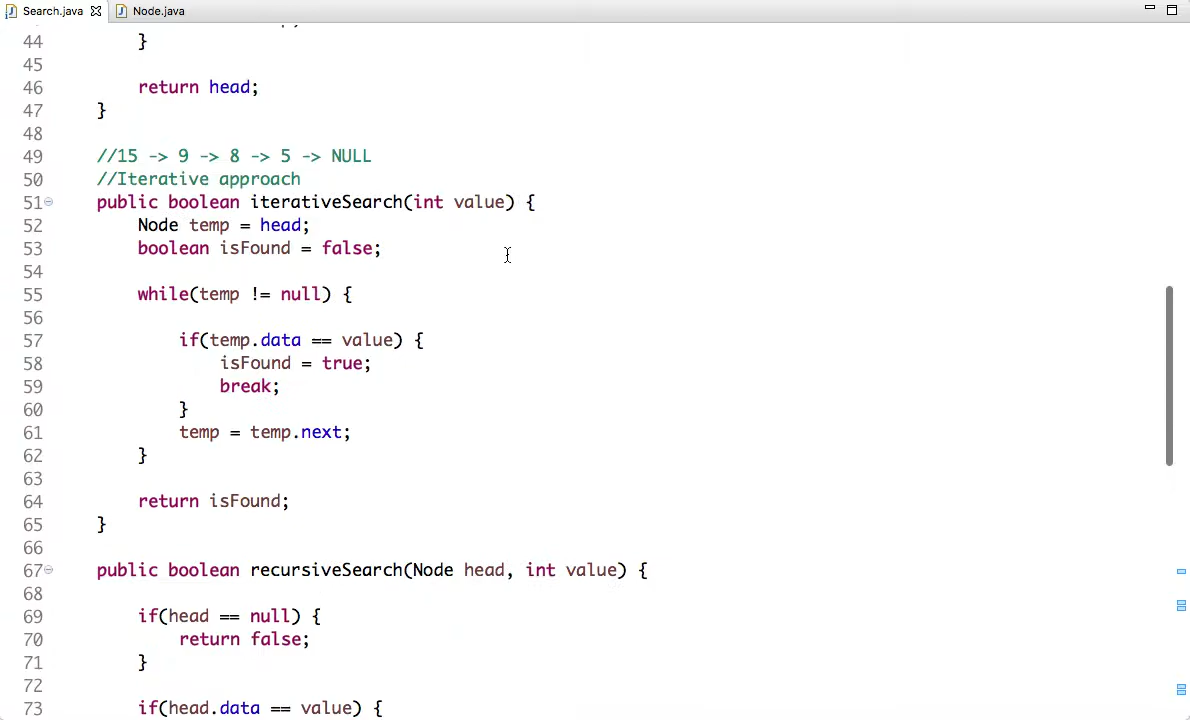 Search.java Node.java
44 }
45
46 return head;
47 }
48
49 //15 -> 9 -> 8 -> 5 -> NULL
50 //Iterative approach
51 public boolean iterativeSearch(int value) {
52 Node temp = head;
53 boolean isFound = false;
54
55 while(temp != null) {
56
57 if(temp.data == value) {
58 isFound = true;
59 break;
60 }
61 temp = temp.next;
62 }
63
64 return isFound;
65 }
66
67 public boolean recursiveSearch(Node head, int value) {
68
69 if(head == null) {
70 return false;
71 }
72
73 if(head.data == value) {